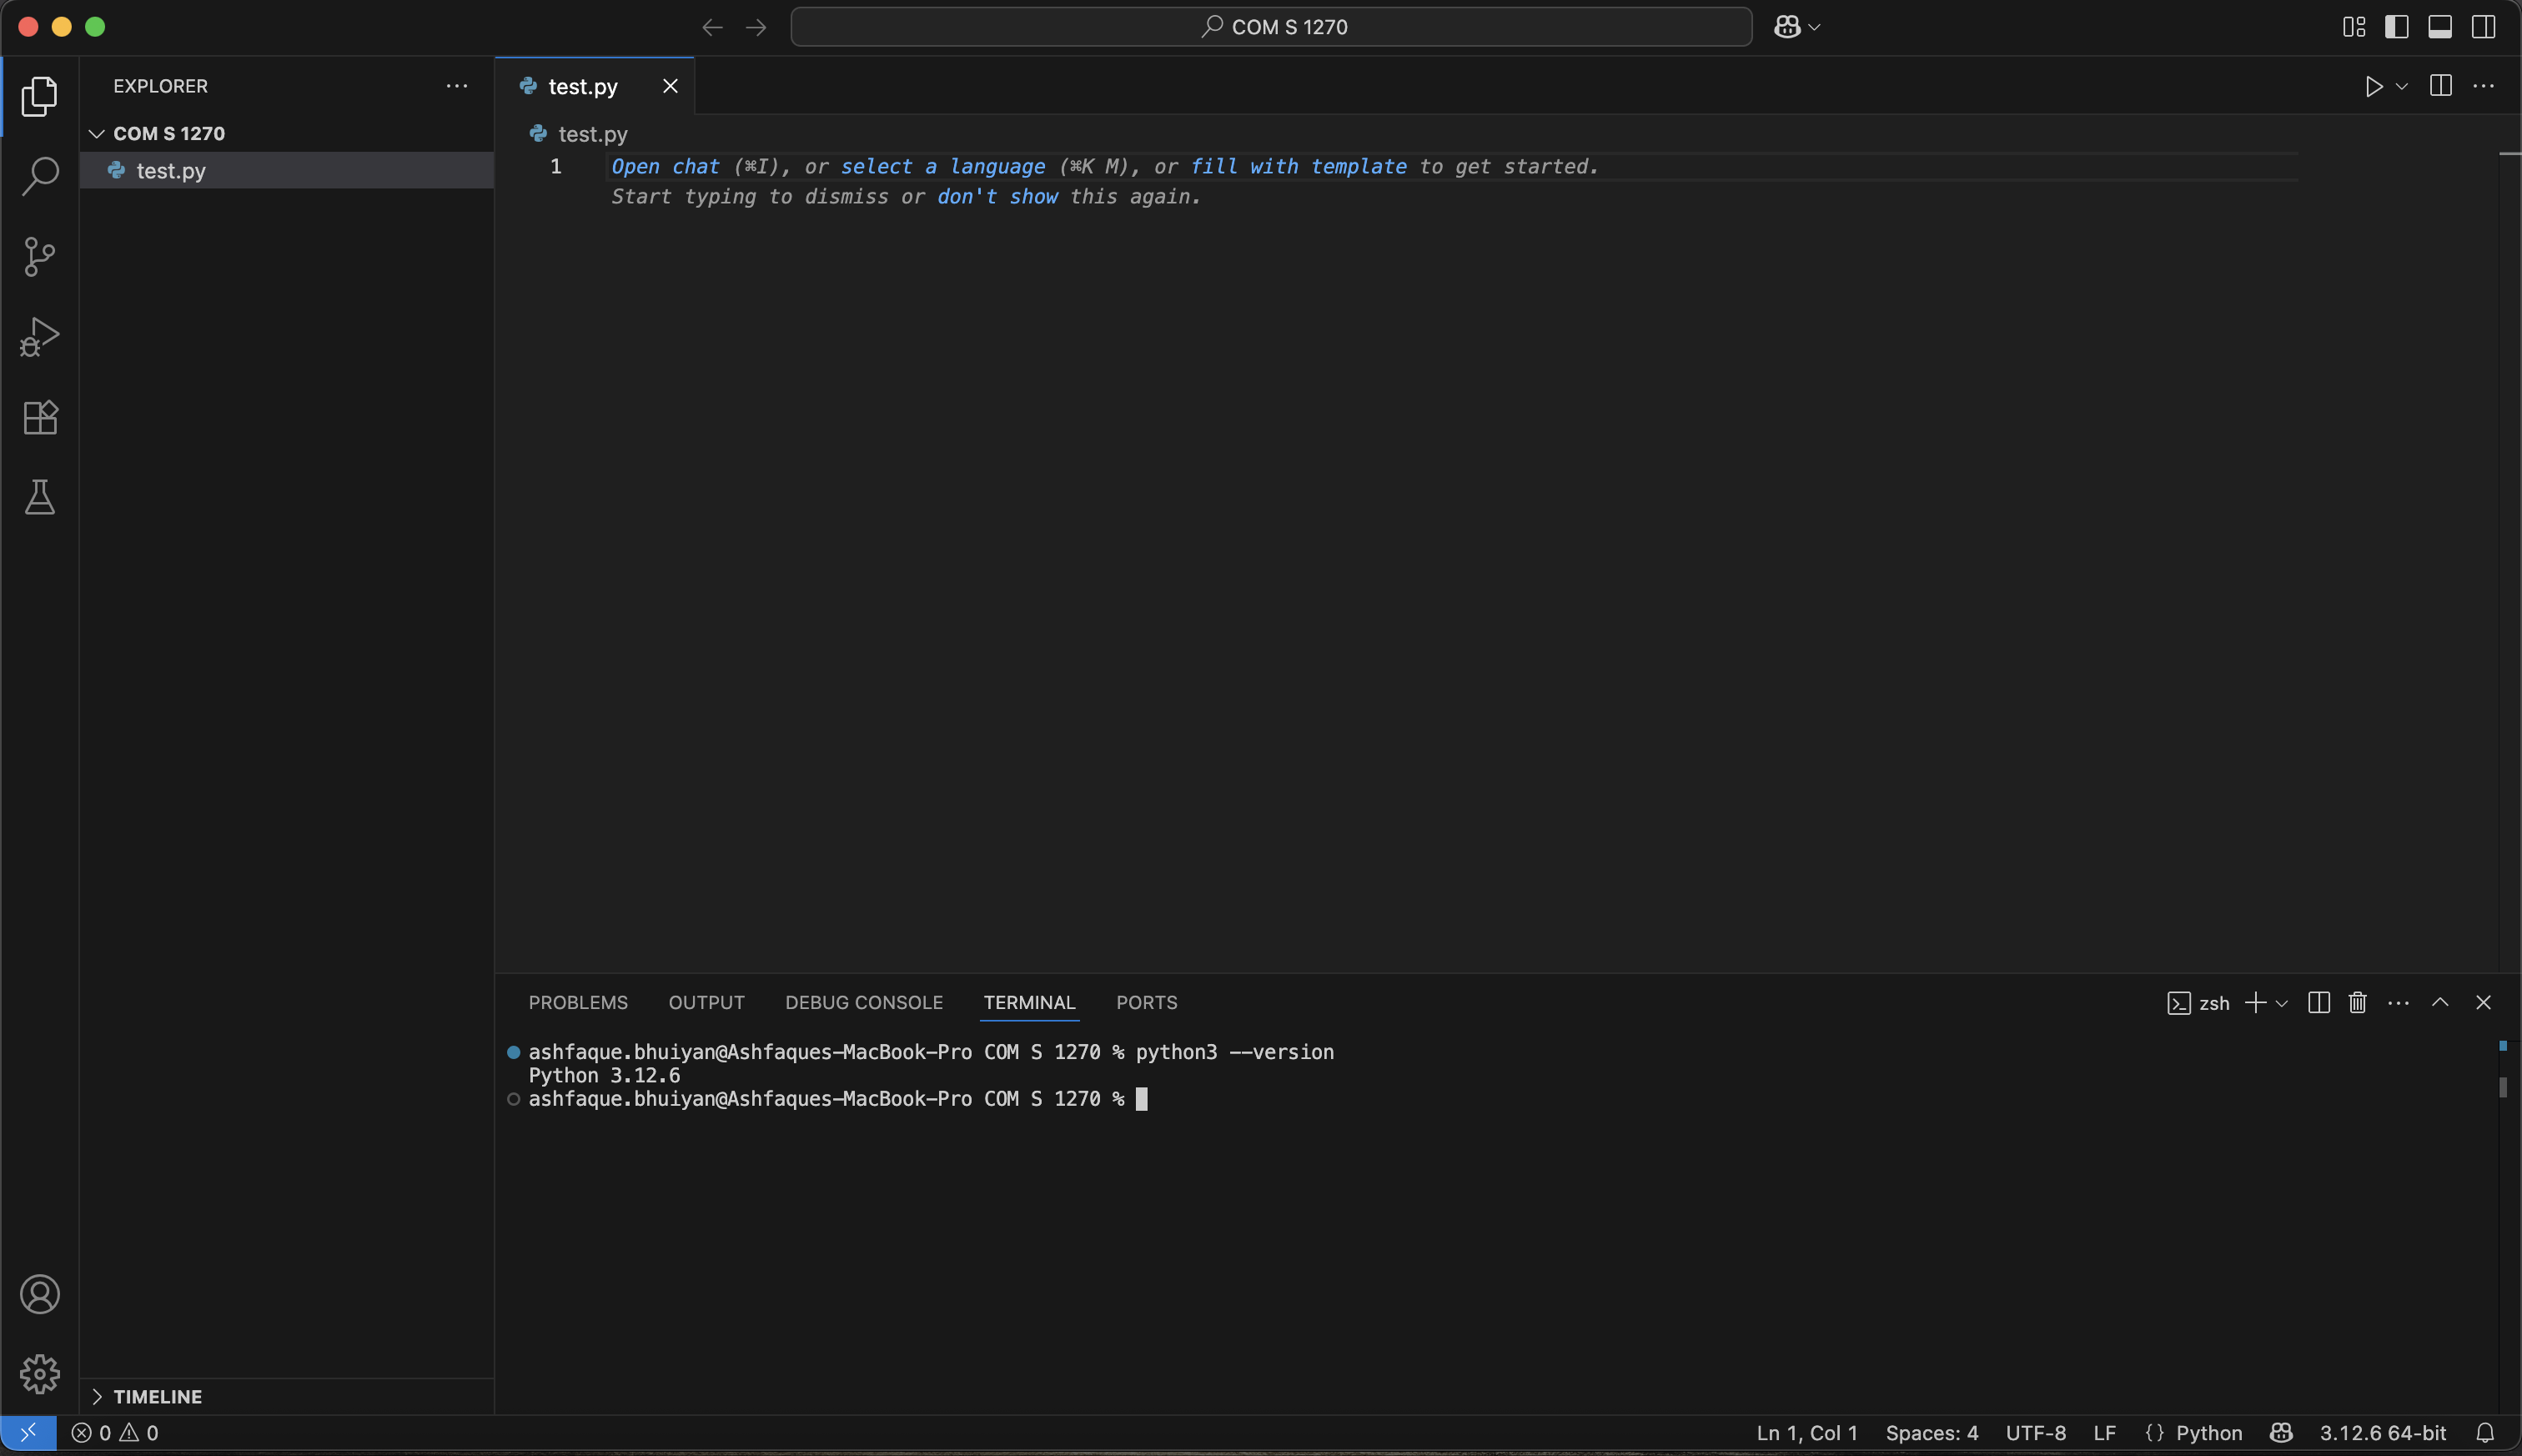 COM S 1270
EXPLORER
COM S 1270
test.py
TIMELINE
test.py
test.py
1 Open chat (⌘I), or select a language (⌘K M), or fill with template to get started.
Start typing to dismiss or don't show this again.
PROBLEMS OUTPUT DEBUG CONSOLE TERMINAL PORTS
zsh
ashfaque.bhuiyan@Ashfaques-MacBook-Pro COM S 1270 % python3 --version
Python 3.12.6
ashfaque.bhuiyan@Ashfaques-MacBook-Pro COM S 1270 %
0 0 Ln 1, Col 1 Spaces: 4 UTF-8 LF {} Python 3.12.6 64-bit